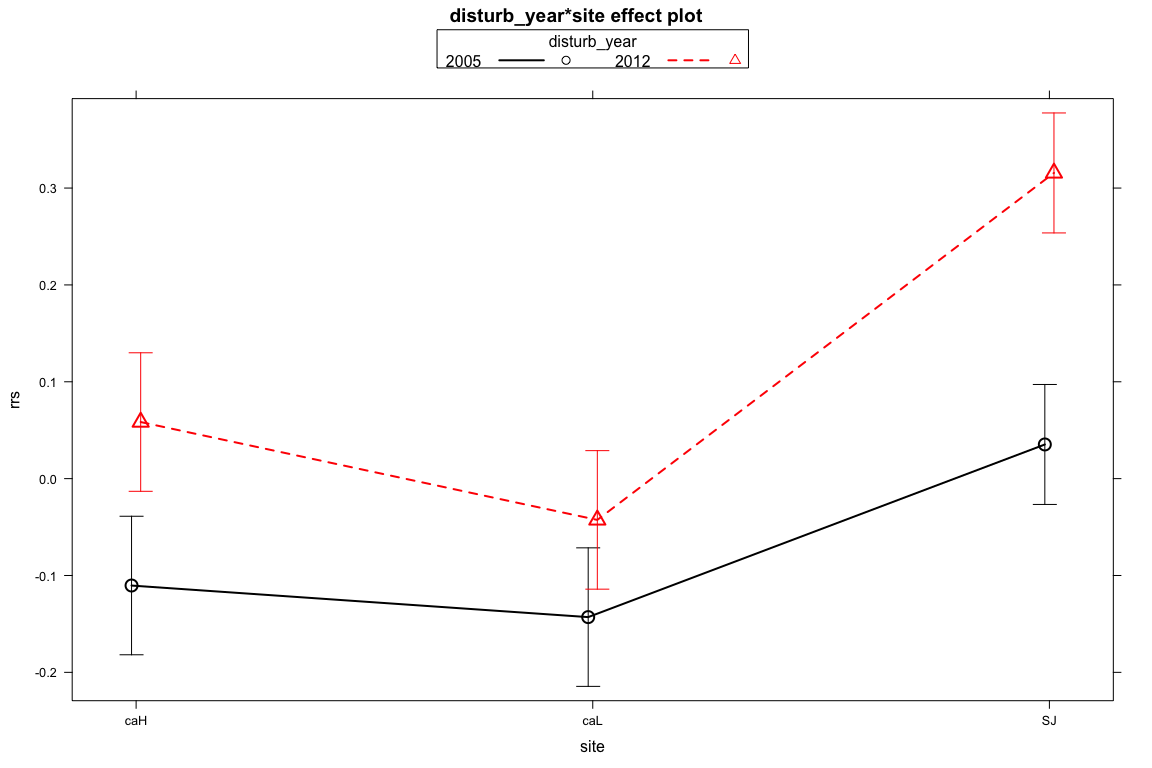 disturb_year*site effect plot
disturb_year
2005 2012
0.3
0.2
0.1
0.0
-0.1
-0.2
rrs
caH caL SJ
site